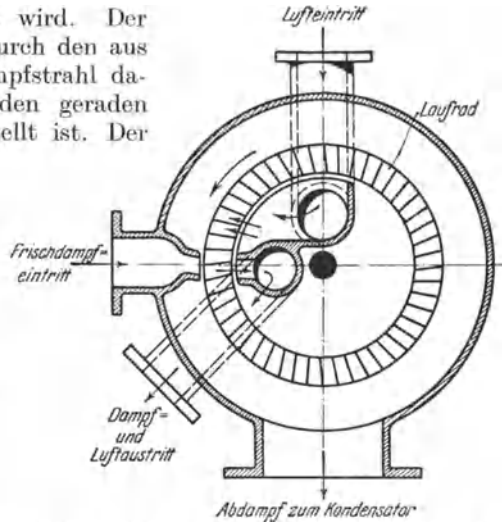 wird. Der
durch den aus
mpfstrahl da-
den geraden
ellt ist. Der
Lufteintritt
Laufrad
Frischdampf=
eintritt
Dampf=
und
Luftaustritt
Abdampf zum Kondensator